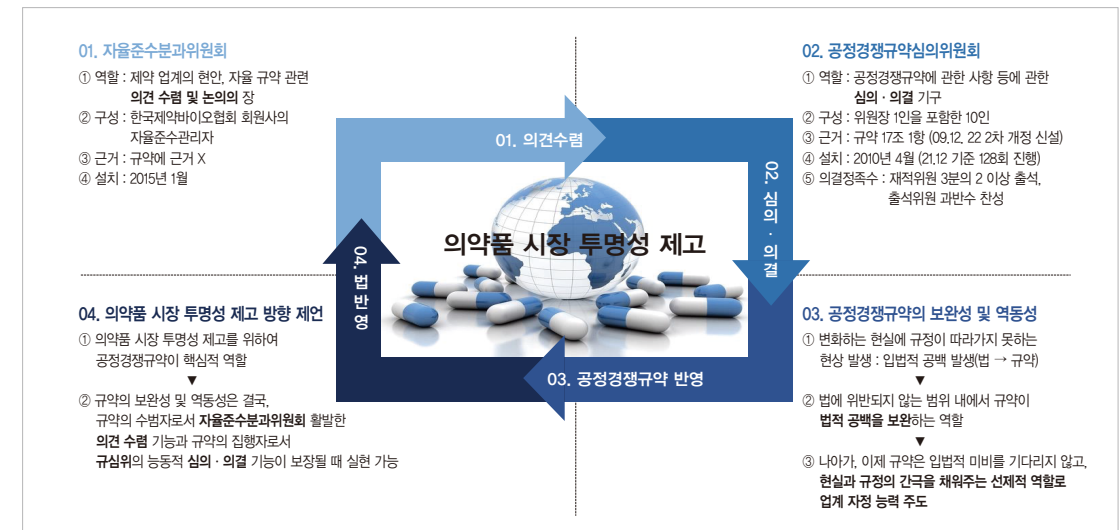 01. 자율준수분과위원회
① 역할 : 제약 업계의 현안, 자율 규약 관련
의견 수렴 및 논의의 장
② 구성 : 한국제약바이오협회 회원사의
자율준수관리자
③ 근거 : 규약에 근거 X
④ 설치 : 2015년 1월
02. 공정경쟁규약심의위원회
① 역할 : 공정경쟁규약에 관한 사항 등에 관한
심의 · 의결 기구
② 구성 : 위원장 1인을 포함한 10인
③ 근거 : 규약 17조 1항 (09.12. 22 2차 개정 신설)
④ 설치 : 2010년 4월 (21.12 기준 128회 진행)
⑤ 의결정족수 : 재적위원 3분의 2 이상 출석,
출석위원 과반수 찬성
01. 의견수렴
02. 심의 · 의결
의약품 시장 투명성 제고
04. 법반영
03. 공정경쟁규약 반영
04. 의약품 시장 투명성 제고 방향 제언
① 의약품 시장 투명성 제고를 위하여
공정경쟁규약이 핵심적 역할
▼
② 규약의 보완성 및 역동성은 결국,
규약의 수범자로서 자율준수분과위원회 활발한
의견 수렴 기능과 규약의 집행자로서
규심위의 능동적 심의 · 의결 기능이 보장될 때 실현 가능
03. 공정경쟁규약의 보완성 및 역동성
① 변화하는 현실에 규정이 따라가지 못하는
현상 발생 : 입법적 공백 발생(법 → 규약)
▼
② 법에 위반되지 않는 범위 내에서 규약이
법적 공백을 보완하는 역할
▼
③ 나아가, 이제 규약은 입법적 미비를 기다리지 않고,
현실과 규정의 간극을 채워주는 선제적 역할로
업계 자정 능력 주도